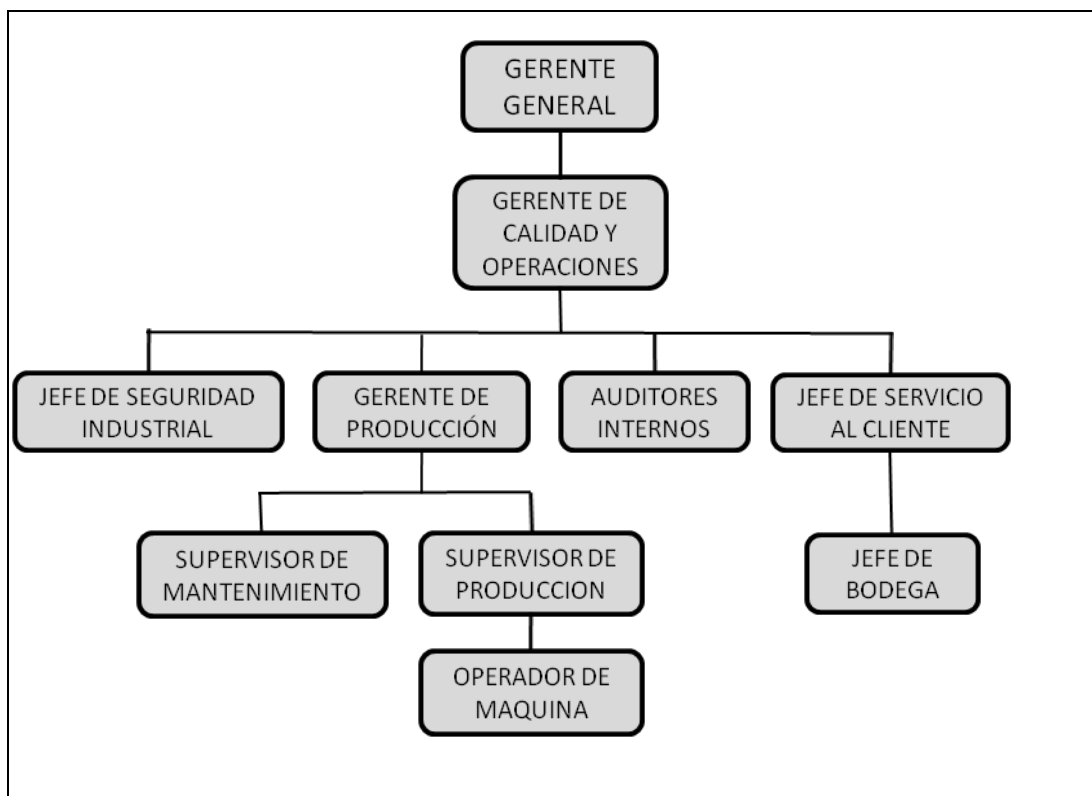 GERENTE
GENERAL
GERENTE DE
CALIDAD Y
OPERACIONES
JEFE DE SEGURIDAD
INDUSTRIAL
GERENTE DE
PRODUCCIÓN
AUDITORES
INTERNOS
JEFE DE SERVICIO
AL CLIENTE
SUPERVISOR DE
MANTENIMIENTO
SUPERVISOR DE
PRODUCCION
JEFE DE
BODEGA
OPERADOR DE
MAQUINA